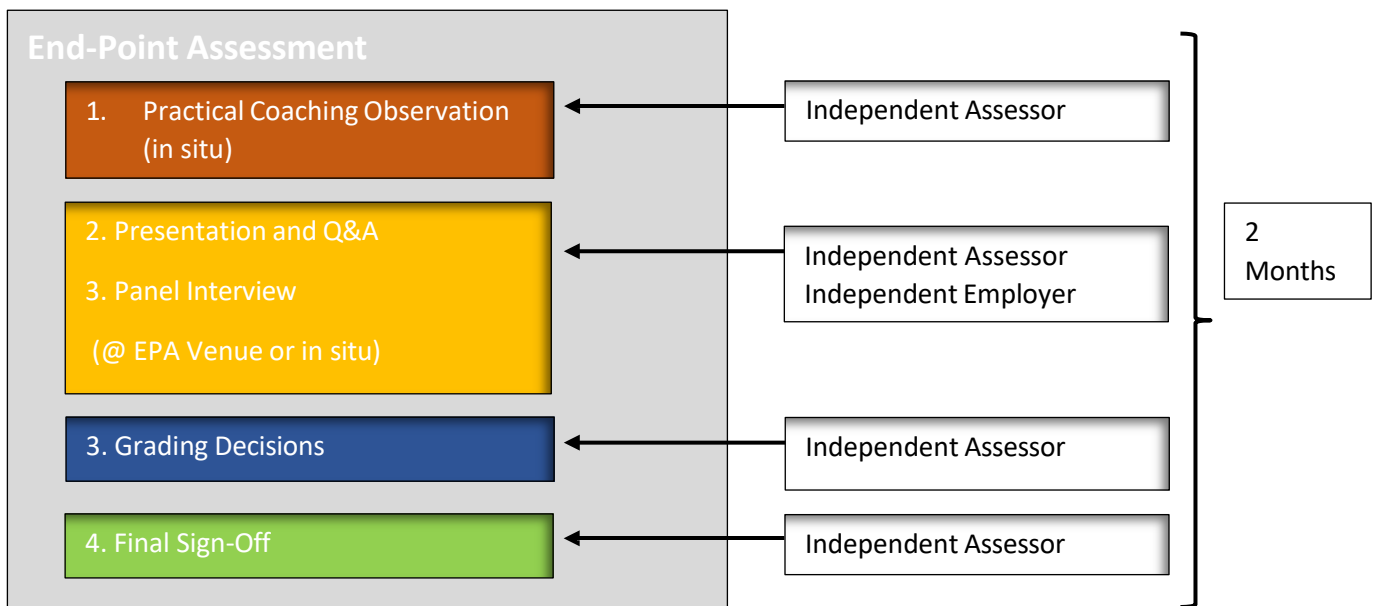 End-Point Assessment
1. Practical Coaching Observation
(in situ)
Independent Assessor
2. Presentation and Q&A
3. Panel Interview
(@ EPA Venue or in situ)
Independent Assessor
Independent Employer
2
Months
3. Grading Decisions
Independent Assessor
4. Final Sign-Off
Independent Assessor